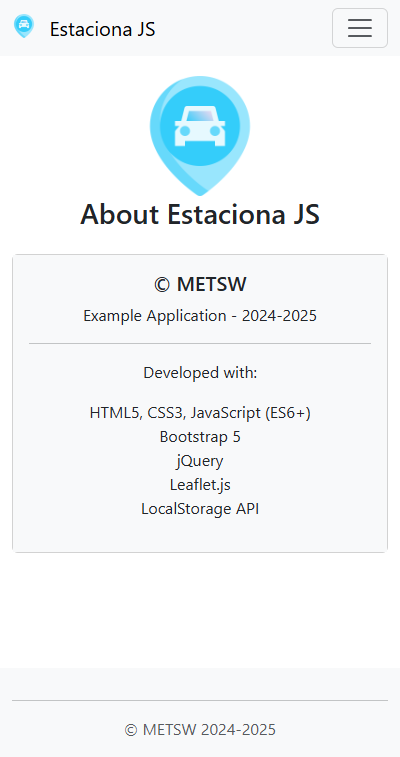 Estaciona JS
About Estaciona JS
© METSW
Example Application - 2024-2025
Developed with:
HTML5, CSS3, JavaScript (ES6+)
Bootstrap 5
jQuery
Leaflet.js
LocalStorage API
© METSW 2024-2025